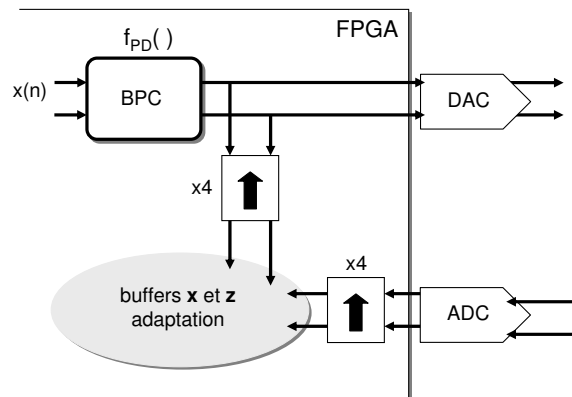 FPGA
f_PD( )
x(n)
BPC
DAC
x4
x4
buffers x et z
adaptation
ADC